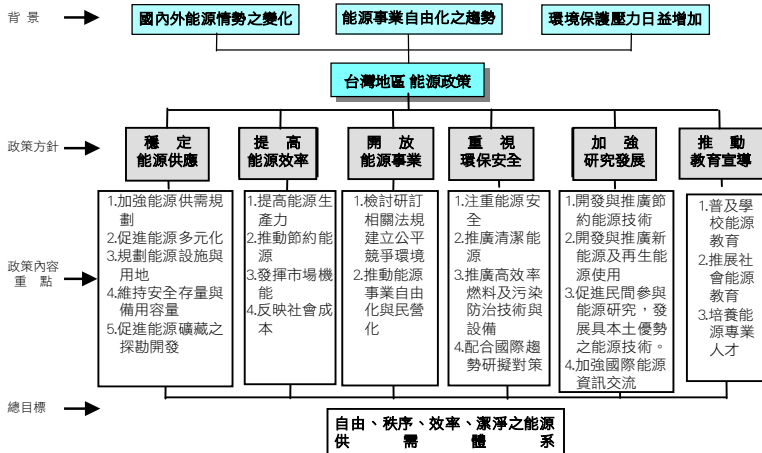 背 景
國內外能源情勢之變化
能源事業自由化之趨勢
環境保護壓力日益增加
台灣地區 能源政策
政策方針
穩 定
能源供應
提 高
能源效率
開 放
能源事業
重 視
環保安全
加 強
研究發展
推 動
教育宣導
政策內容
重 點
1.加強能源供需規
劃
2.促進能源多元化
3.規劃能源設施與
用地
4.維持安全存量與
備用容量
5.促進能源礦藏之
探勘開發
1.提高能源生
產力
2.推動節約能
源
3.發揮市場機
能
4.反映社會成
本
1.檢討研訂
相關法規
建立公平
競爭環境
2.推動能源
事業自由
化與民營
化
1.注重能源安
全
2.推廣清潔能
源
3.推廣高效率
燃料及污染
防治技術與
設備
4.配合國際趨
勢研擬對策
1.開發與推廣節
約能源技術
2.開發與推廣新
能源及再生能
源使用
3.促進民間參與
能源研究，發
展具本土優勢
之能源技術。
4.加強國際能源
資訊交流
1.普及學
校能源
教育
2.推展社
會能源
教育
3.培養能
源專業
人才
總目標
自由、秩序、效率、潔淨之能源
供 需 體 系